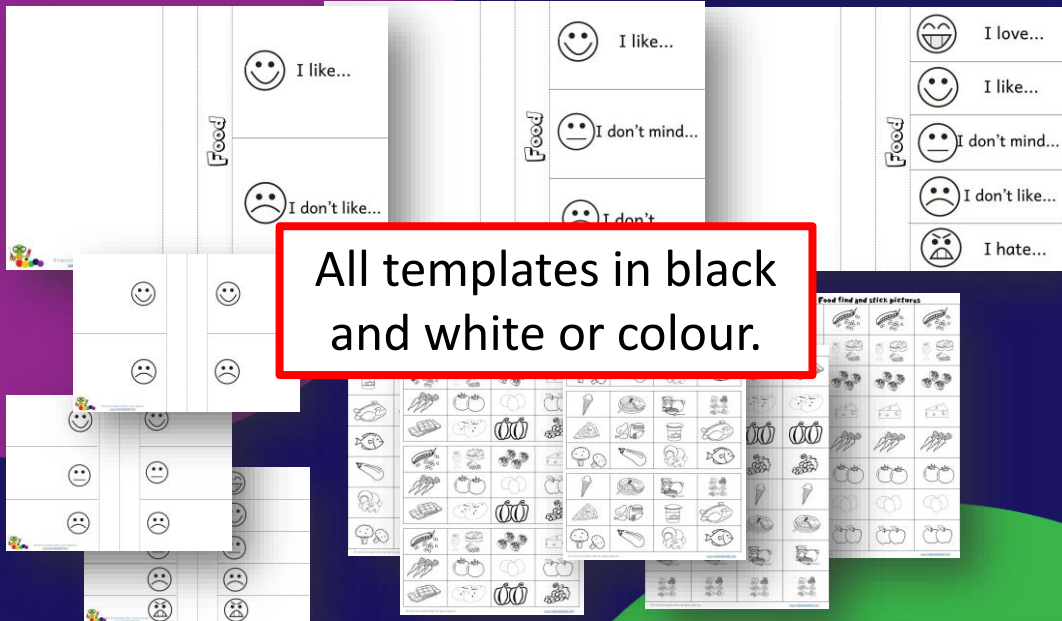 Food
I like...
I don't like...
Food
I like...
I don't mind...
I don't
Food
I love...
I like...
I don't mind...
I don't like...
I hate...
All templates in black
and white or colour.
Food find and stick pictures